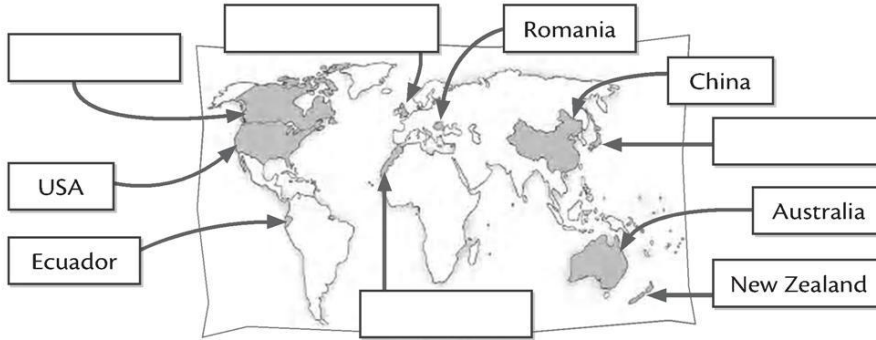 Romania
China
USA
Australia
Ecuador
New Zealand